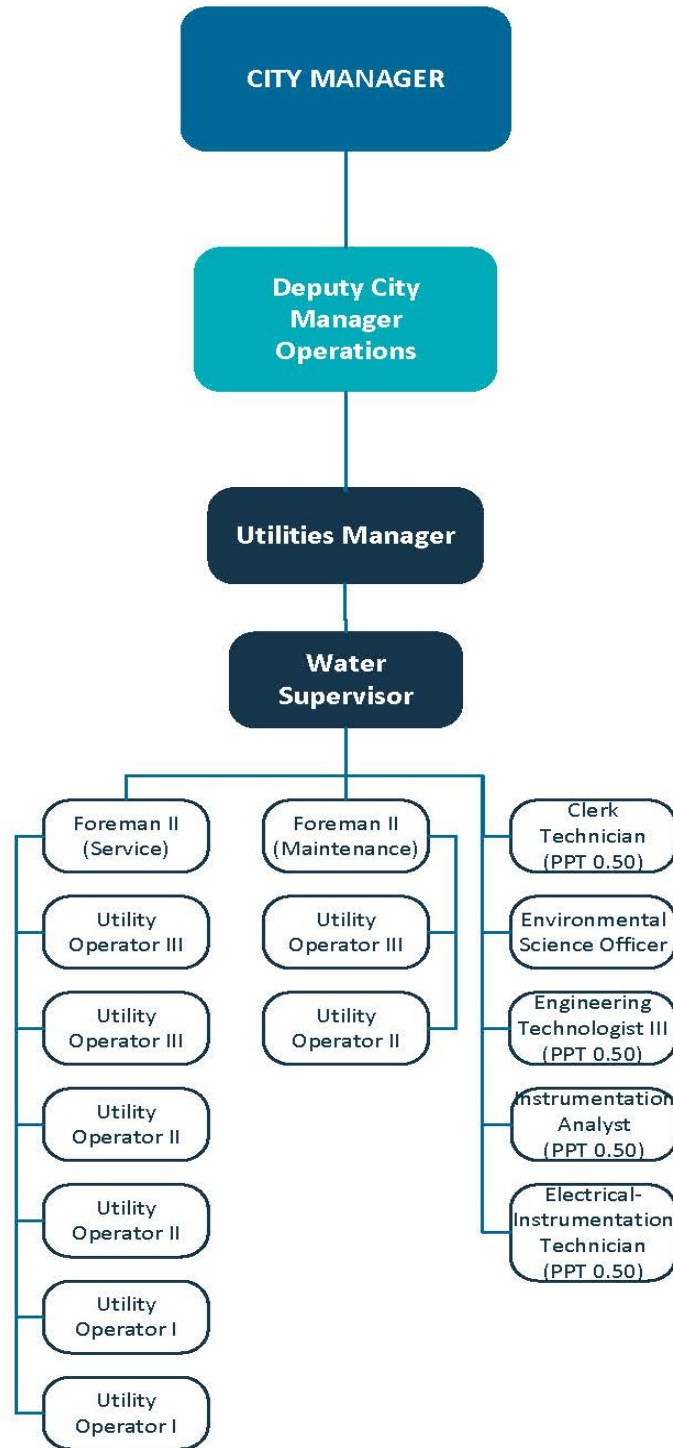 CITY MANAGER
Deputy City
Manager
Operations
Utilities Manager
Water
Supervisor
Foreman II
(Service)
Utility
Operator III
Utility
Operator III
Utility
Operator II
Utility
Operator II
Utility
Operator I
Utility
Operator I
Foreman II
(Maintenance)
Utility
Operator III
Utility
Operator II
Clerk
Technician
(PPT 0.50)
Environmental
Science Officer
Engineering
Technologist III
(PPT 0.50)
Instrumentation
Analyst
(PPT 0.50)
Electrical-
Instrumentation
Technician
(PPT 0.50)